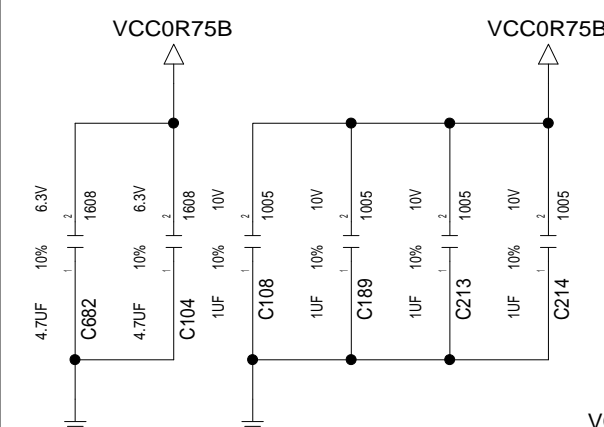 VCC0R75B
VCC0R75B
6.3V
2
1608
10%
1
4.7UF
C682
6.3V
2
1608
10%
1
4.7UF
C104
10V
2
1005
10%
1
1UF
C108
10V
2
1005
10%
1
1UF
C189
10V
2
1005
10%
1
1UF
C213
10V
2
1005
10%
1
1UF
C214